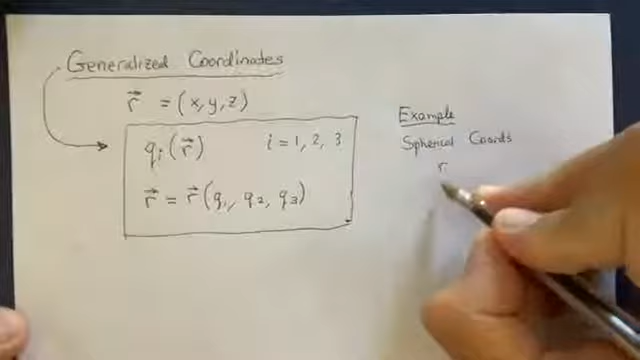 Generalized Coordinates
r⃗ = (x, y, z)
qᵢ(r⃗) i = 1, 2, 3
r⃗ = r⃗(q₁, q₂, q₃)
Example
Spherical Coords
r